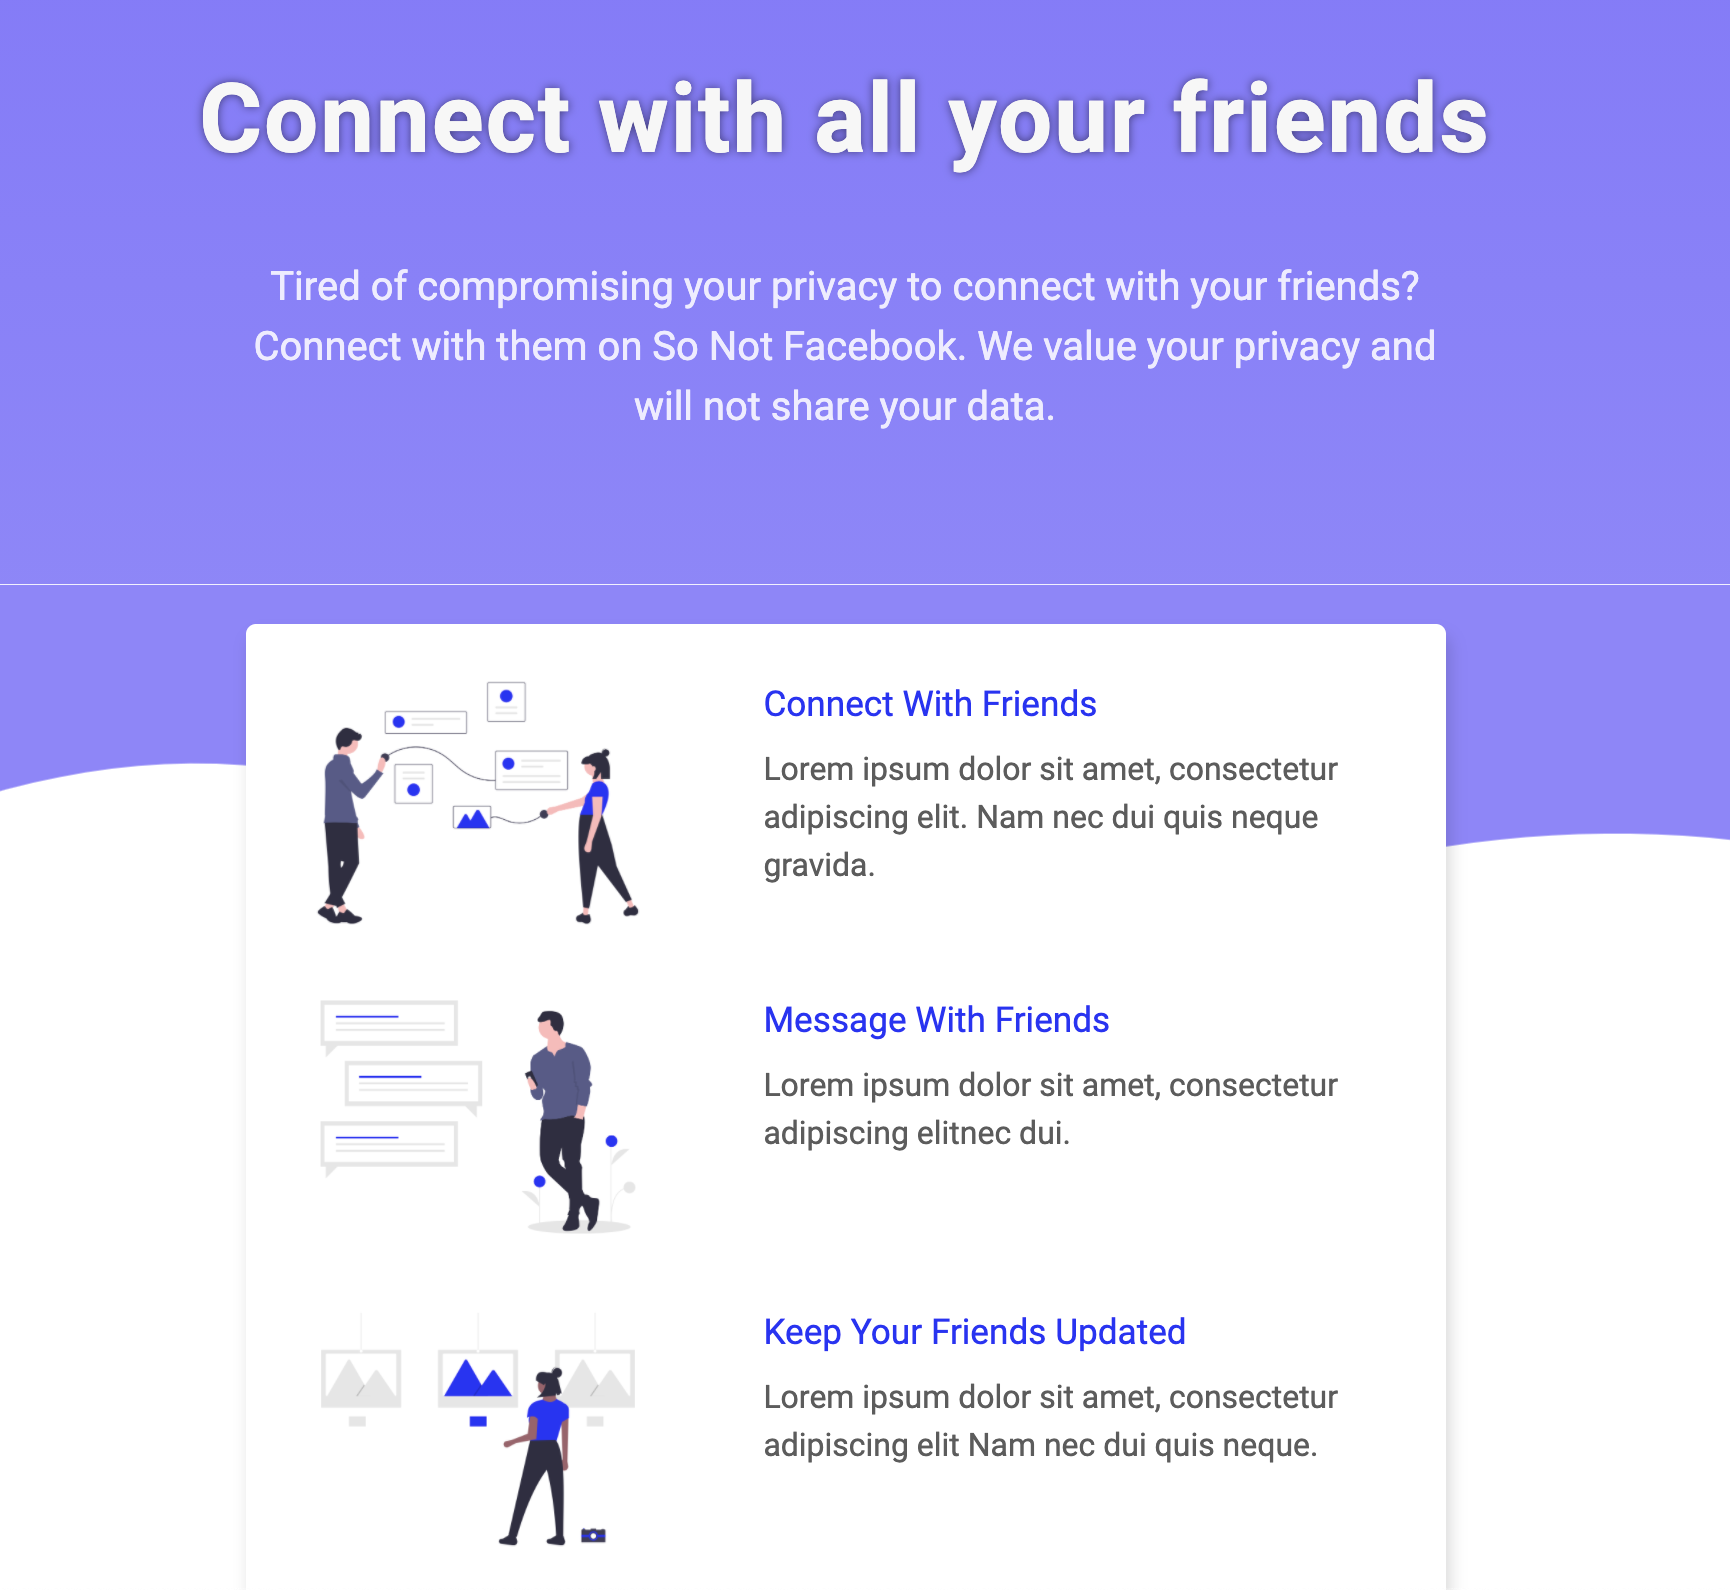 Connect with all your friends
Tired of compromising your privacy to connect with your friends?
Connect with them on So Not Facebook. We value your privacy and
will not share your data.
Connect With Friends
Lorem ipsum dolor sit amet, consectetur
adipiscing elit. Nam nec dui quis neque
gravida.
Message With Friends
Lorem ipsum dolor sit amet, consectetur
adipiscing elitnec dui.
Keep Your Friends Updated
Lorem ipsum dolor sit amet, consectetur
adipiscing elit Nam nec dui quis neque.